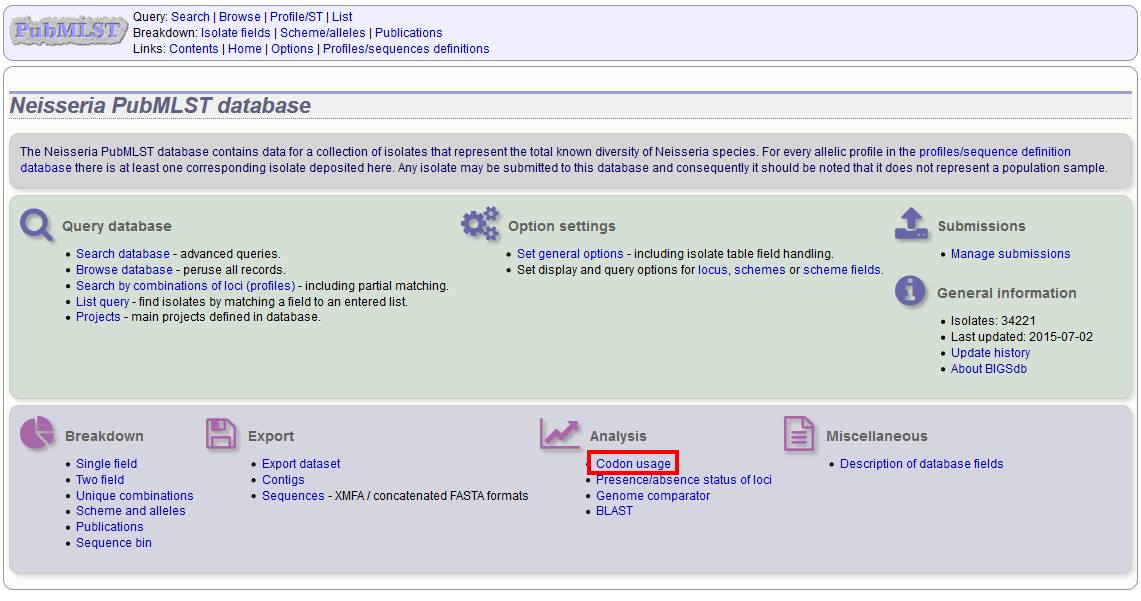 PubMLST
Query: Search | Browse | Profile/ST | List
Breakdown: Isolate fields | Scheme/alleles | Publications
Links: Contents | Home | Options | Profiles/sequences definitions
Neisseria PubMLST database
The Neisseria PubMLST database contains data for a collection of isolates that represent the total known diversity of Neisseria species. For every allelic profile in the profiles/sequence definition
database there is at least one corresponding isolate deposited here. Any isolate may be submitted to this database and consequently it should be noted that it does not represent a population sample.
Query database
• Search database - advanced queries.
• Browse database - peruse all records.
• Search by combinations of loci (profiles) - including partial matching.
• List query - find isolates by matching a field to an entered list.
• Projects - main projects defined in database.
Option settings
• Set general options - including isolate table field handling.
• Set display and query options for locus, schemes or scheme fields.
Submissions
• Manage submissions
General information
• Isolates: 34221
• Last updated: 2015-07-02
• Update history
• About BIGSdb
Breakdown
• Single field
• Two field
• Unique combinations
• Scheme and alleles
• Publications
• Sequence bin
Export
• Export dataset
• Contigs
• Sequences - XMFA / concatenated FASTA formats
Analysis
• Codon usage
• Presence/absence status of loci
• Genome comparator
• BLAST
Miscellaneous
• Description of database fields